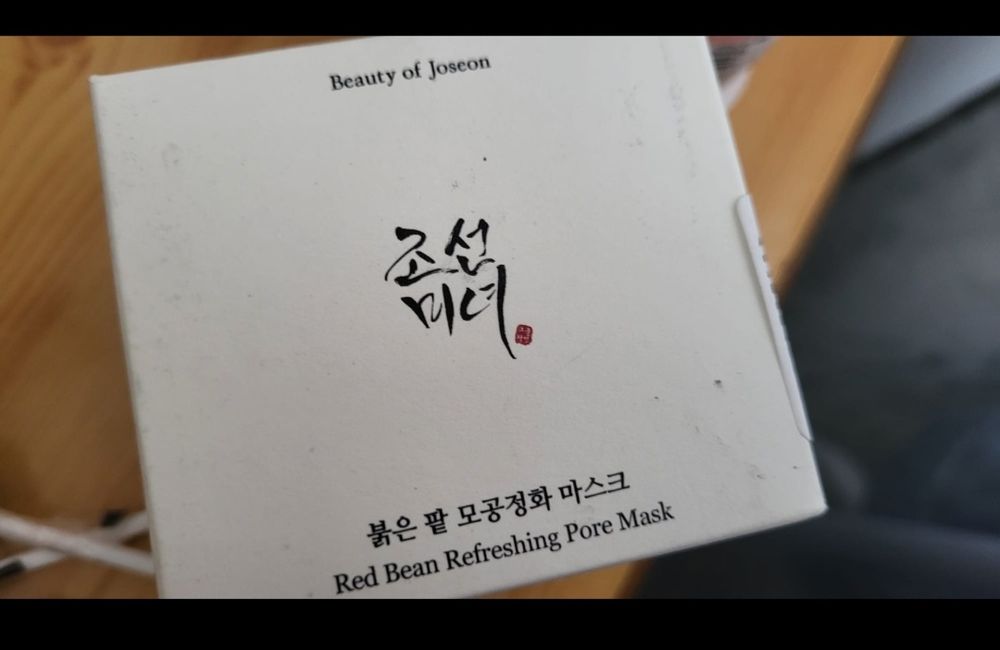 Beauty of Joseon
조선
미녀
붉은 팥 모공정화 마스크
Red Bean Refreshing Pore Mask